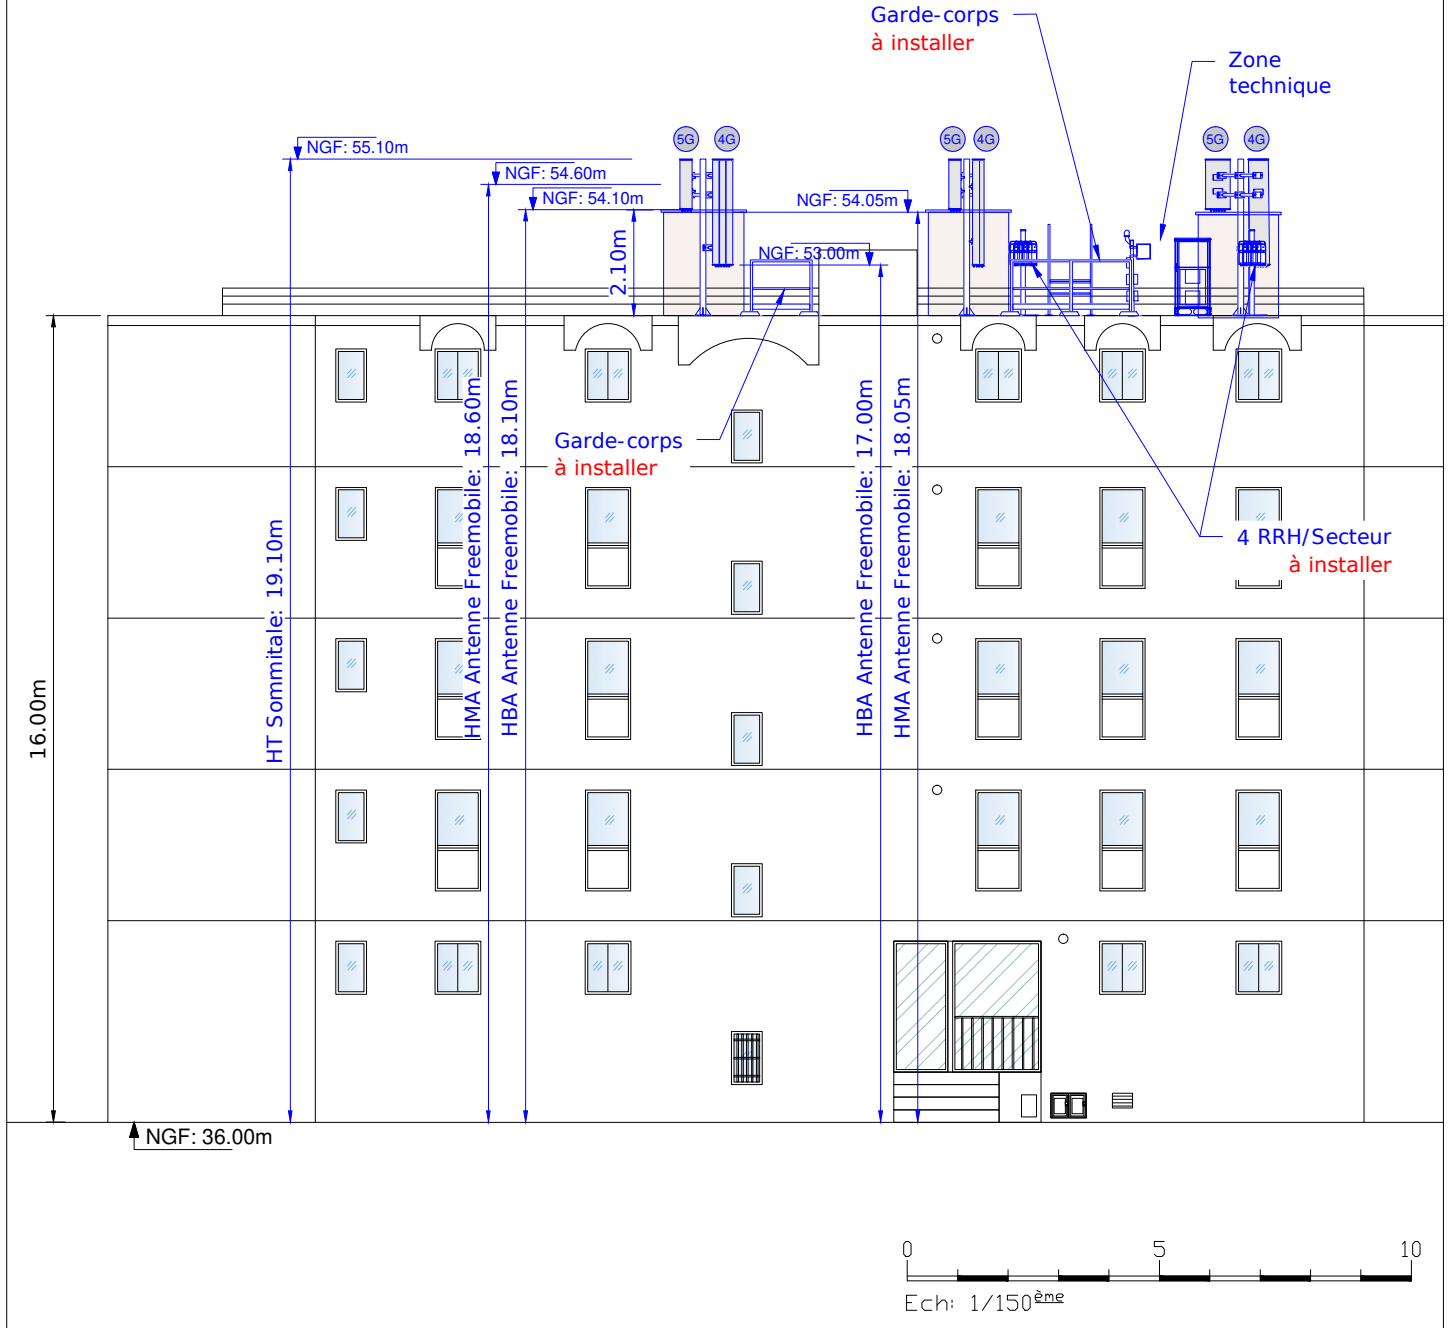 Garde-corps
à installer
Zone
technique
5G
4G
5G
4G
5G
4G
NGF: 55.10m
NGF: 54.60m
NGF: 54.10m
NGF: 54.05m
NGF: 53.00m
2.10m
HT Sommitale: 19.10m
HMA Antenne Freemobile: 18.60m
HBA Antenne Freemobile: 18.10m
HBA Antenne Freemobile: 17.00m
HMA Antenne Freemobile: 18.05m
Garde-corps
à installer
4 RRH/Secteur
à installer
16.00m
NGF: 36.00m
0
5
10
Ech: 1/150ème